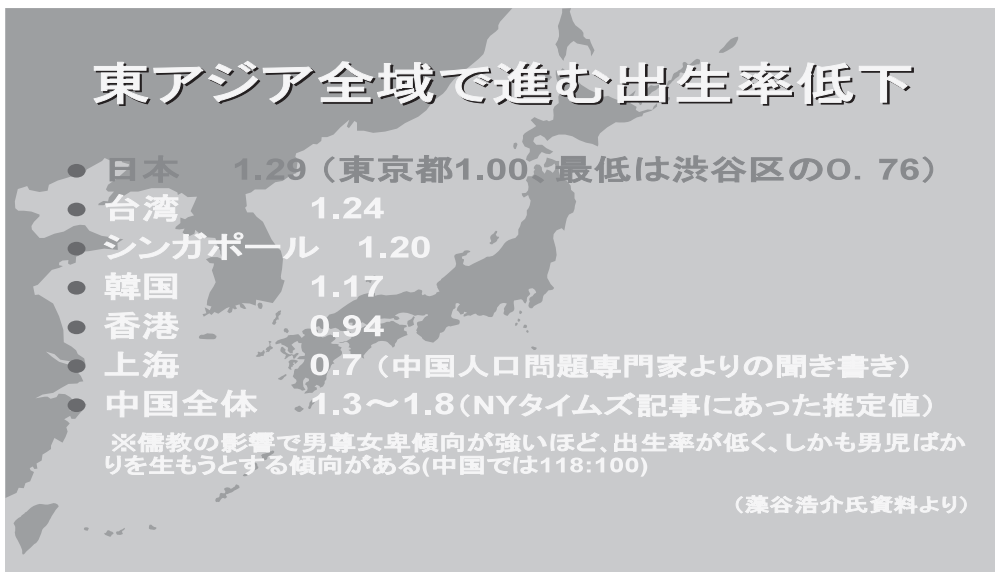 東アジア全域で進む出生率低下
● 日本 1.29（東京都1.00、最低は渋谷区のO. 76）
● 台湾 1.24
● シンガポール 1.20
● 韓国 1.17
● 香港 0.94
● 上海 0.7（中国人口問題専門家よりの聞き書き）
● 中国全体 1.3～1.8（NYタイムズ記事にあった推定値）
※儒教の影響で男尊女卑傾向が強いほど、出生率が低く、しかも男児ばか
りを生もうとする傾向がある(中国では118:100)
（藻谷浩介氏資料より）